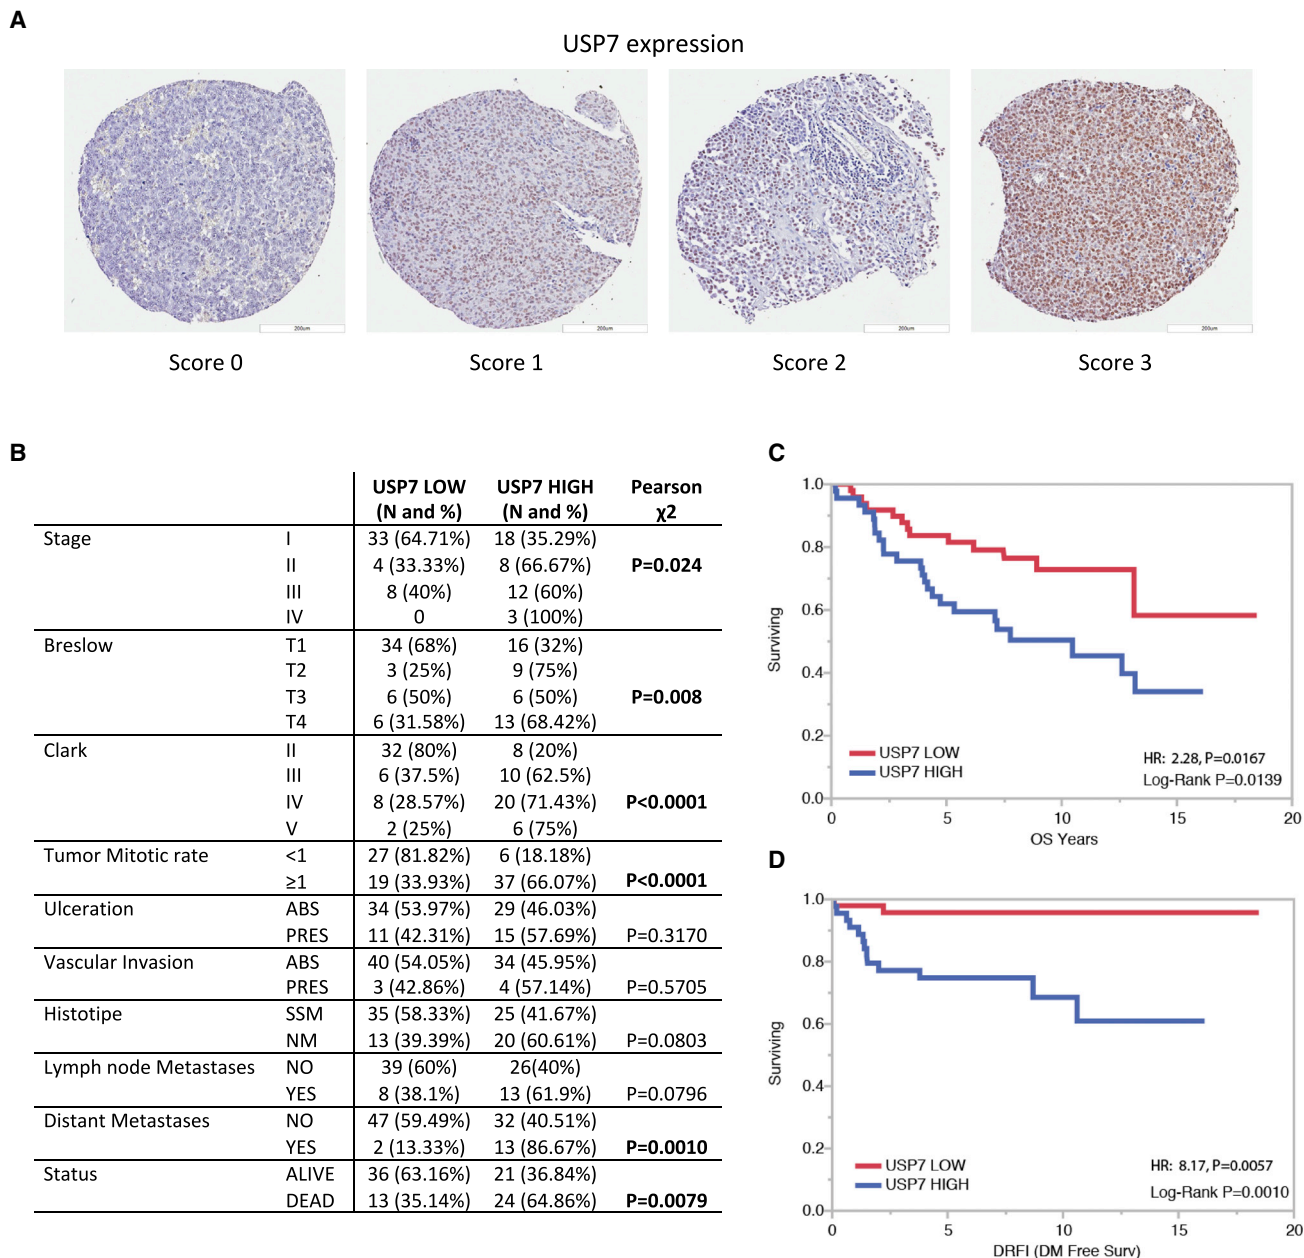 A
USP7 expression
200um
200um
200um
200um
Score 0
Score 1
Score 2
Score 3
B
USP7 LOW USP7 HIGH Pearson
(N and %) (N and %) χ2
Stage I 33 (64.71%) 18 (35.29%)
II 4 (33.33%) 8 (66.67%) P=0.024
III 8 (40%) 12 (60%)
IV 0 3 (100%)
Breslow T1 34 (68%) 16 (32%)
T2 3 (25%) 9 (75%)
T3 6 (50%) 6 (50%) P=0.008
T4 6 (31.58%) 13 (68.42%)
Clark II 32 (80%) 8 (20%)
III 6 (37.5%) 10 (62.5%)
IV 8 (28.57%) 20 (71.43%) P<0.0001
V 2 (25%) 6 (75%)
Tumor Mitotic rate <1 27 (81.82%) 6 (18.18%)
≥1 19 (33.93%) 37 (66.07%) P<0.0001
Ulceration ABS 34 (53.97%) 29 (46.03%)
PRES 11 (42.31%) 15 (57.69%) P=0.3170
Vascular Invasion ABS 40 (54.05%) 34 (45.95%)
PRES 3 (42.86%) 4 (57.14%) P=0.5705
Histotipe SSM 35 (58.33%) 25 (41.67%)
NM 13 (39.39%) 20 (60.61%) P=0.0803
Lymph node Metastases NO 39 (60%) 26(40%)
YES 8 (38.1%) 13 (61.9%) P=0.0796
Distant Metastases NO 47 (59.49%) 32 (40.51%)
YES 2 (13.33%) 13 (86.67%) P=0.0010
Status ALIVE 36 (63.16%) 21 (36.84%)
DEAD 13 (35.14%) 24 (64.86%) P=0.0079
C
1.0
0.8
0.6
0.4
0.2
0.0
Surviving
USP7 LOW
USP7 HIGH
HR: 2.28, P=0.0167
Log-Rank P=0.0139
0 5 10 15 20
OS Years
D
1.0
0.8
0.6
0.4
0.2
0.0
Surviving
USP7 LOW
USP7 HIGH
HR: 8.17, P=0.0057
Log-Rank P=0.0010
0 5 10 15 20
DRFI (DM Free Surv)